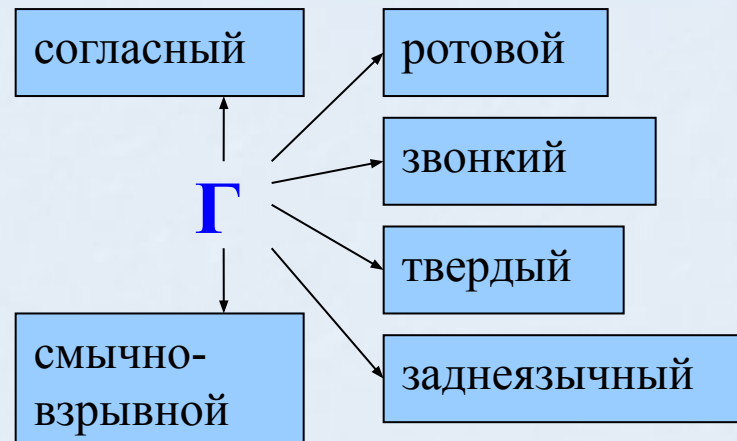 согласный
ротовой
звонкий
Г
твердый
смычно-
взрывной
заднеязычный